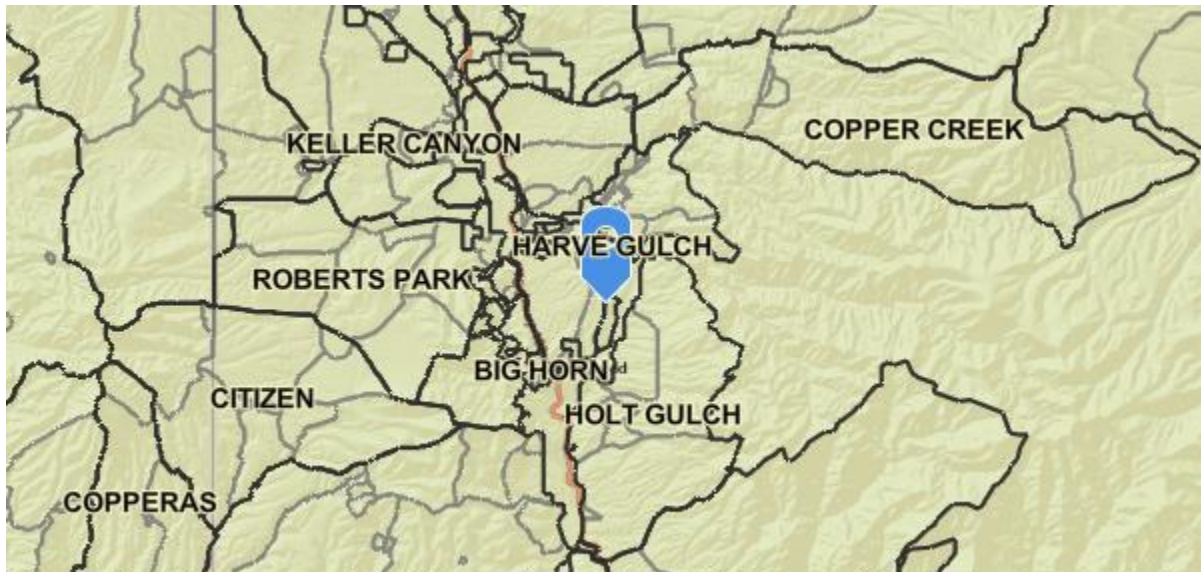 COPPER CREEK
KELLER CANYON
HARVE GULCH
ROBERTS PARK
BIG HORN
CITIZEN
HOLT GULCH
COPPERAS